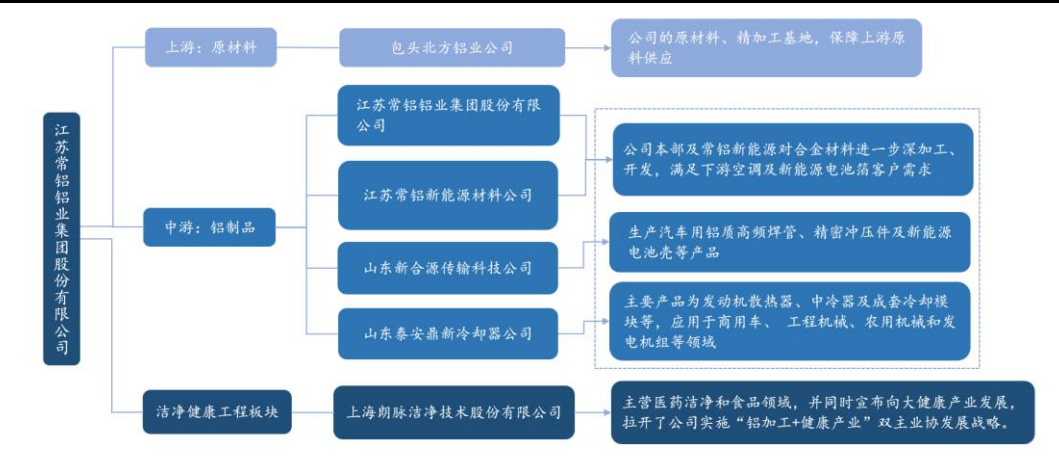 江苏常铝铝业集团股份有限公司
上游：原材料
包头北方铝业公司
公司的原材料、精加工基地，保障上游原
料供应
中游：铝制品
江苏常铝铝业集团股份有限
公司
江苏常铝新能源材料公司
公司本部及常铝新能源对合金材料进一步深加工、
开发，满足下游空调及新能源电池箔客户需求
山东新合源传输科技公司
生产汽车用铝质高频焊管、精密冲压件及新能源
电池壳等产品
山东泰安鼎新冷却器公司
主要产品为发动机散热器、中冷器及成套冷却模
块等，应用于商用车、 工程机械、农用机械和发
电机组等领域
洁净健康工程板块
上海朗脉洁净技术股份有限公司
主营医药洁净和食品领域，并同时宣布向大健康产业发展，
拉开了公司实施“铝加工+健康产业”双主业协发展战略。